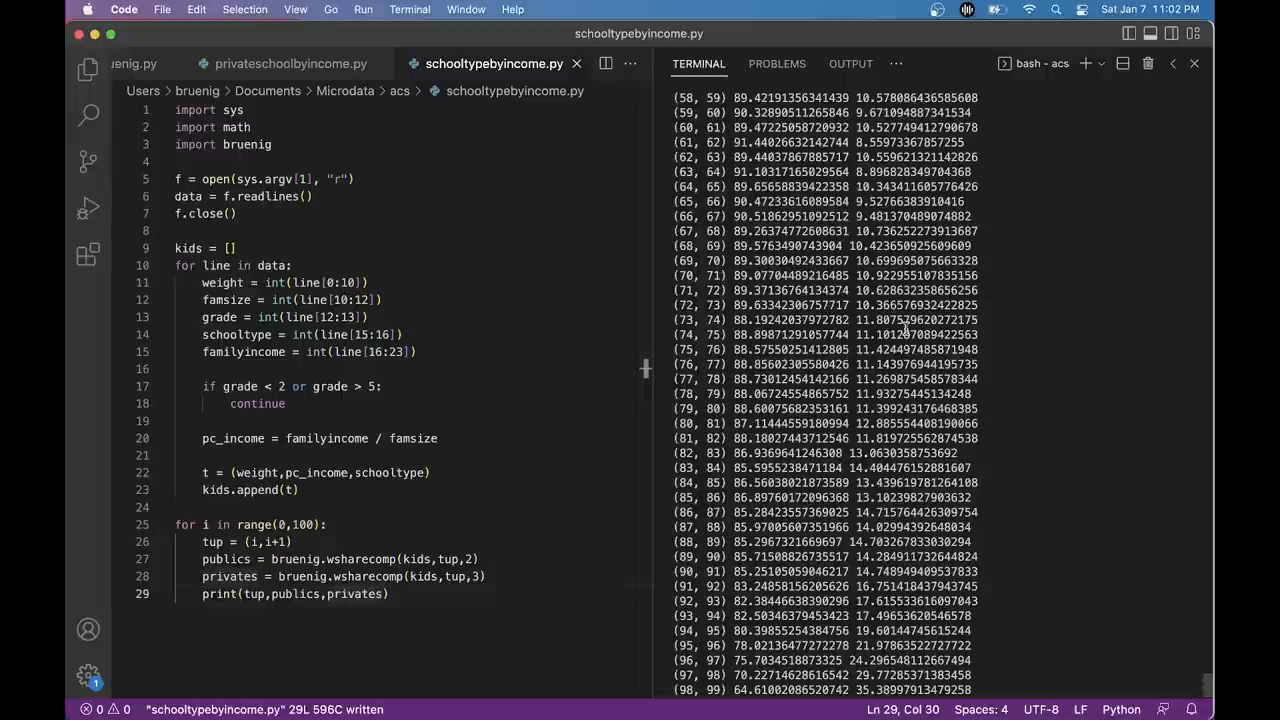 Code File Edit Selection View Go Run Terminal Window Help Sat Jan 7 11:02 PM
schooltypebyincome.py
uenig.py privateschoolbyincome.py schooltypebyincome.py
Users > bruenig > Documents > Microdata > acs > schooltypebyincome.py
1 import sys
2 import math
3 import bruenig
4
5 f = open(sys.argv[1], "r")
6 data = f.readlines()
7 f.close()
8
9 kids = []
10 for line in data:
11 weight = int(line[0:10])
12 famsize = int(line[10:12])
13 grade = int(line[12:13])
14 schooltype = int(line[15:16])
15 familyincome = int(line[16:23])
16
17 if grade < 2 or grade > 5:
18 continue
19
20 pc_income = familyincome / famsize
21
22 t = (weight,pc_income,schooltype)
23 kids.append(t)
24
25 for i in range(0,100):
26 tup = (i,i+1)
27 publics = bruenig.wsharecomp(kids,tup,2)
28 privates = bruenig.wsharecomp(kids,tup,3)
29 print(tup,publics,privates)
TERMINAL PROBLEMS OUTPUT ··· bash - acs
(58, 59) 89.42191356341439 10.578086436585608
(59, 60) 90.32890511265846 9.671094887341534
(60, 61) 89.47225058720932 10.527749412790678
(61, 62) 91.44026632142744 8.55973367857255
(62, 63) 89.44037867885717 10.559621321142826
(63, 64) 91.10317165029564 8.896828349704368
(64, 65) 89.65658839422358 10.343411605776426
(65, 66) 90.47233616089584 9.52766383910416
(66, 67) 90.51862951092512 9.481370489074882
(67, 68) 89.26374772608631 10.736252273913687
(68, 69) 89.5763490743904 10.423650925609609
(69, 70) 89.30030492433667 10.699695075663328
(70, 71) 89.07704489216485 10.922955107835156
(71, 72) 89.37136764134374 10.628632358656256
(72, 73) 89.63342306757717 10.366576932422825
(73, 74) 88.19242037972782 11.807579620272175
(74, 75) 88.89871291057744 11.101287089422563
(75, 76) 88.57550251412805 11.424497485871948
(76, 77) 88.85602305580426 11.143976944195735
(77, 78) 88.73012454142166 11.269875458578344
(78, 79) 88.06724554865752 11.93275445134248
(79, 80) 88.60075682353161 11.399243176468385
(80, 81) 87.11444559180994 12.885554408190066
(81, 82) 88.18027443712546 11.819725562874538
(82, 83) 86.9369641246308 13.0630358753692
(83, 84) 85.5955238471184 14.404476152881607
(84, 85) 86.56038021873589 13.439619781264108
(85, 86) 86.89760172096368 13.10239827903632
(86, 87) 85.28423557369025 14.715764426309754
(87, 88) 85.97005607351966 14.02994392648034
(88, 89) 85.2967321669697 14.703267833030294
(89, 90) 85.71508826735517 14.284911732644824
(90, 91) 85.25105059046217 14.748949409537833
(91, 92) 83.24858156205626 16.751418437943745
(92, 93) 82.38446638390296 17.615533616097043
(93, 94) 82.50346379453423 17.49653620546578
(94, 95) 80.39855254384756 19.60144745615244
(95, 96) 78.02136477272278 21.97863522727722
(96, 97) 75.7034518873325 24.296548112667494
(97, 98) 70.22714628616542 29.77285371383458
(98, 99) 64.61002086520742 35.38997913479258
1
0 0 "schooltypebyincome.py" 29L 596C written Ln 29, Col 30 Spaces: 4 UTF-8 LF Python